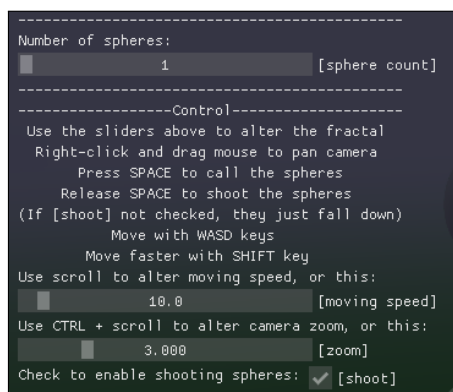 ---------------------------------------------
Number of spheres:
1 [sphere count]
---------------------------------------------
------------------Control--------------------
Use the sliders above to alter the fractal
Right-click and drag mouse to pan camera
Press SPACE to call the spheres
Release SPACE to shoot the spheres
(If [shoot] not checked, they just fall down)
Move with WASD keys
Move faster with SHIFT key
Use scroll to alter moving speed, or this:
10.0 [moving speed]
Use CTRL + scroll to alter camera zoom, or this:
3.000 [zoom]
Check to enable shooting spheres: ✓ [shoot]